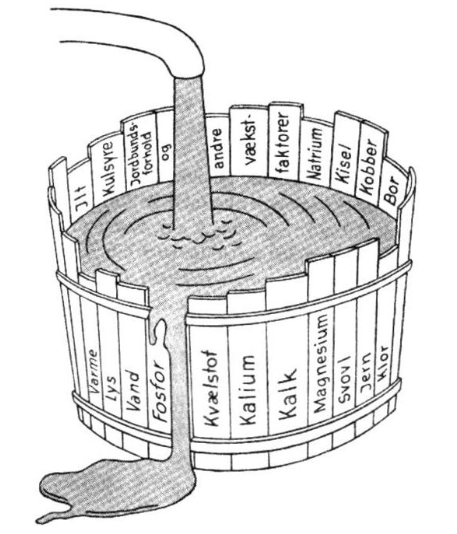 Ilt
Kulsyre
Jordbunds-
forhold
og
andre
vækst-
faktorer
Natrium
Kisel
Kobber
Bor
Varme
Lys
Vand
Fosfor
Kvælstof
Kalium
Kalk
Magnesium
Svovl
Jern
Klor